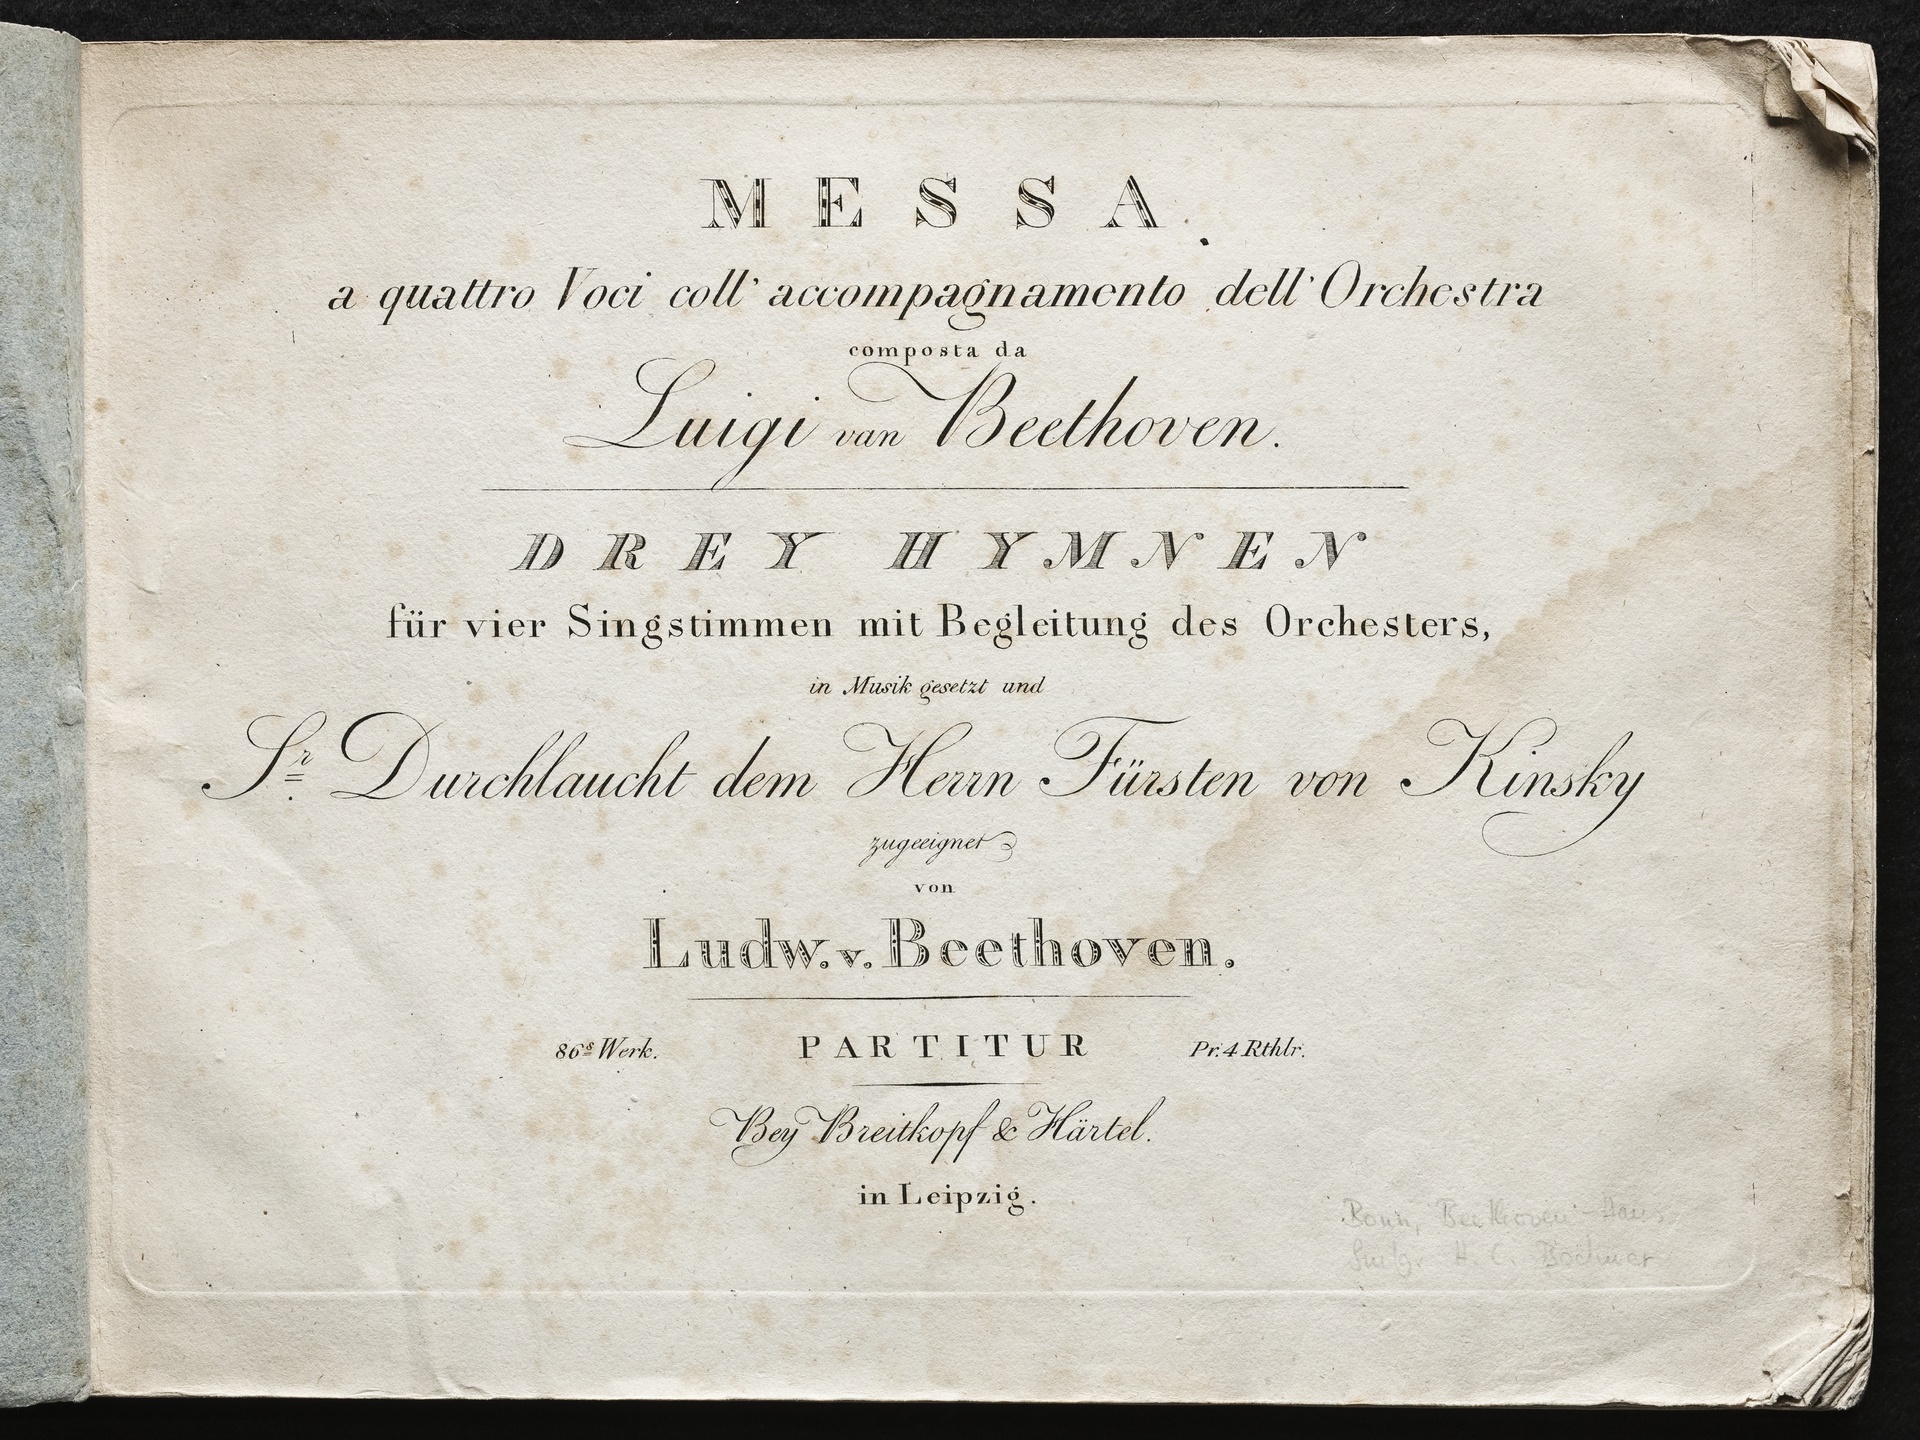 MESSA.
a quattro Voci coll' accompagnamento dell' Orchestra
composta da
Luigi van Beethoven.
DREY HYMNEN
für vier Singstimmen mit Begleitung des Orchesters,
in Musik gesetzt und
Sr. Durchlaucht dem Herrn Fürsten von Kinsky
zugeeignet
von
Ludw. v. Beethoven.
86s Werk. PARTITUR Pr. 4 Rthlr.
Bey Breitkopf & Härtel.
in Leipzig.
Bonn, Beethoven-Haus
H. C. Bodmer